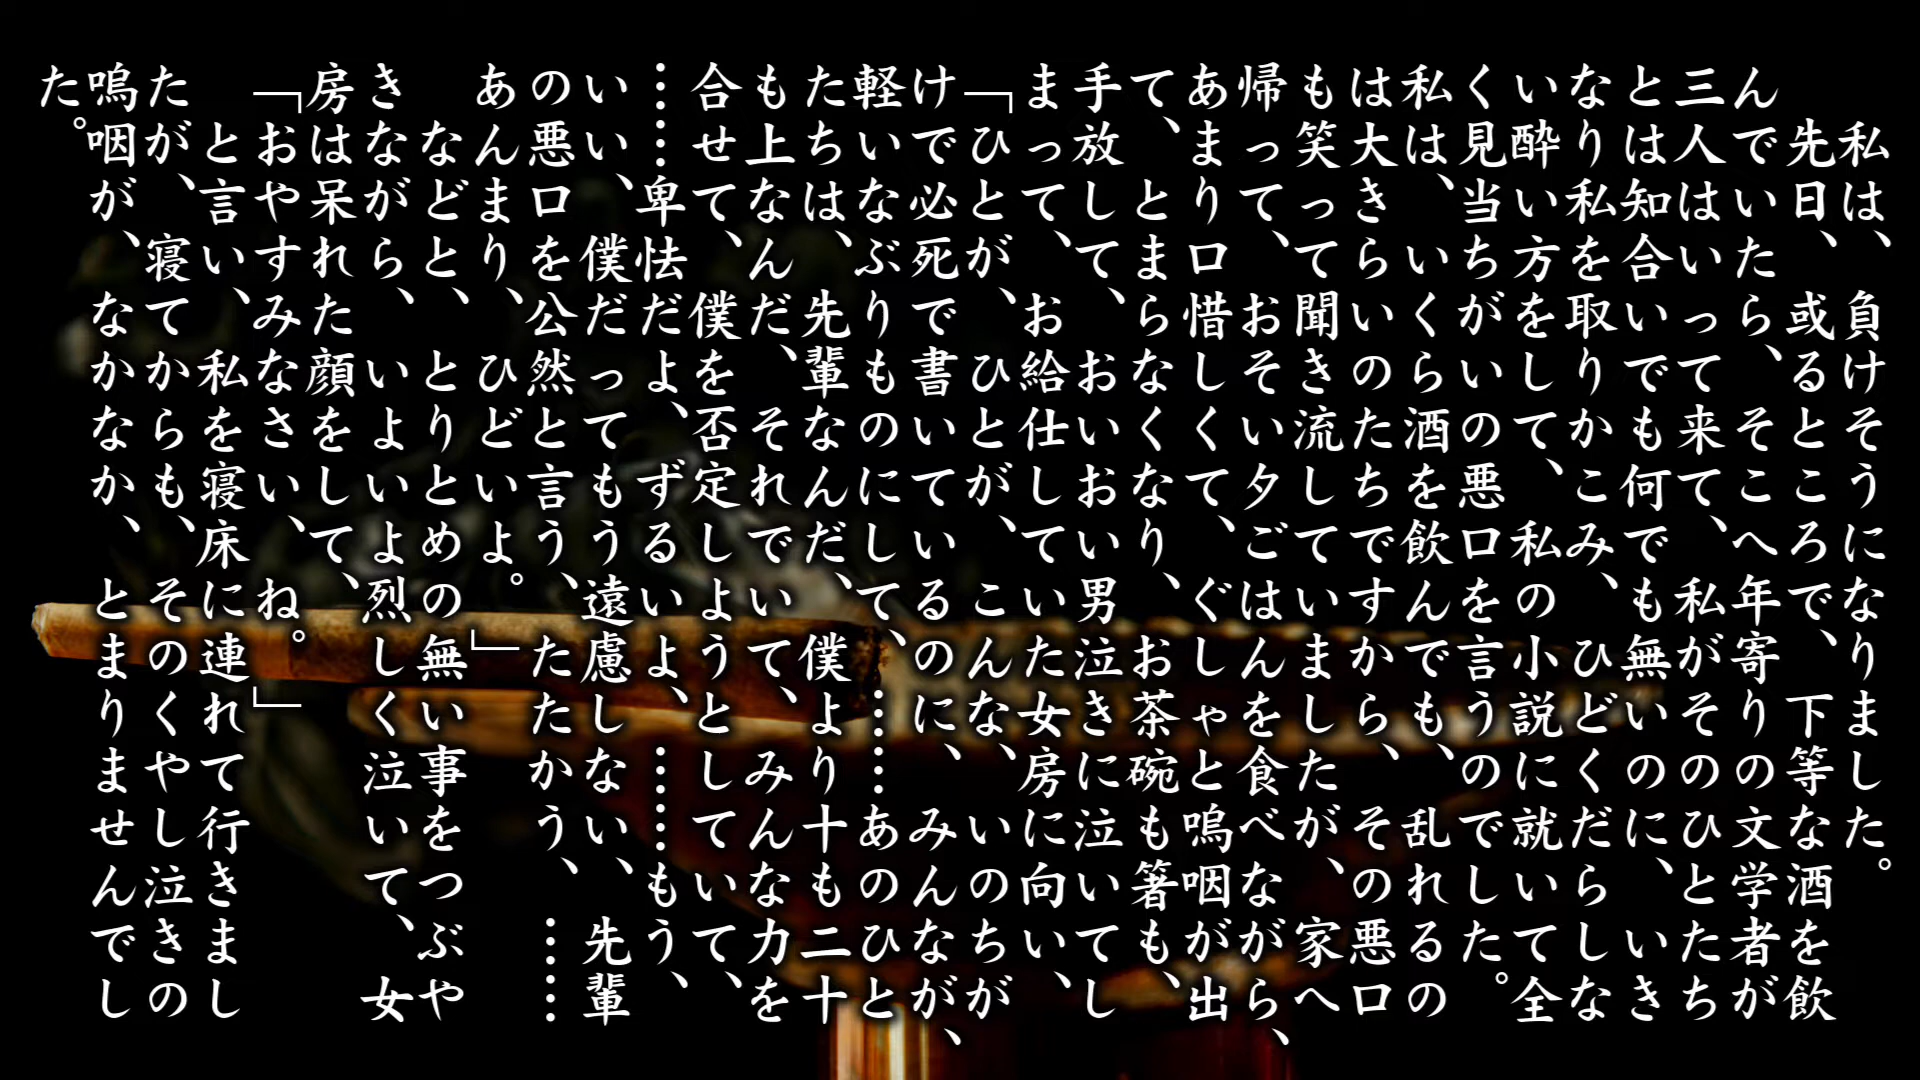 私は、負けそうになりました。
　先日、或るところで、下等な酒を飲
んでいたら、そこへ年寄りの文学者が
三人はいって来て、私がそのひとたち
とは知合いでも何でも無いのに、いき
なり私を取りかこみ、ひどくだらしな
い酔い方をして、私の小説に就いて全
く見当ちがいの悪口を言うのでした。
私は、いくら酒を飲んでも、乱れるの
は大きらいのたちですから、その悪口
も笑って聞き流していましたが、家へ
帰って、おそい夕ごはんを食べながら、
あまり口惜しくて、ぐしゃと嗚咽が出
て、とまらなくなり、お茶碗も箸も、
手放して、おいおい男泣きに泣いてし
まって、お給仕していた女房に向い、
「ひとが、ひとが、こんな、いのちが
けで必死で書いているのに、みんなが、
軽いなぶりものにして、……あのひと
たちは、先輩なんだ、僕より十も二十
も上なんだ、それでいて、みんな力を
合せて、僕を否定しようとしていて、
……卑怯だよ、ずるいよ、……もう、
いい、僕だってもう遠慮しない、先輩
の悪口を公然と言う、たたかう、……
あんまり、ひどいよ。」
　などと、とりとめの無い事をつぶや
きながら、いよいよ烈しく泣いて、女
房は呆れた顔をして、
「おやすみなさい、ね。」
　と言い、私を寝床に連れて行きまし
たが、寝てからも、そのくやし泣きの
嗚咽が、なかなか、とまりませんでし
た。